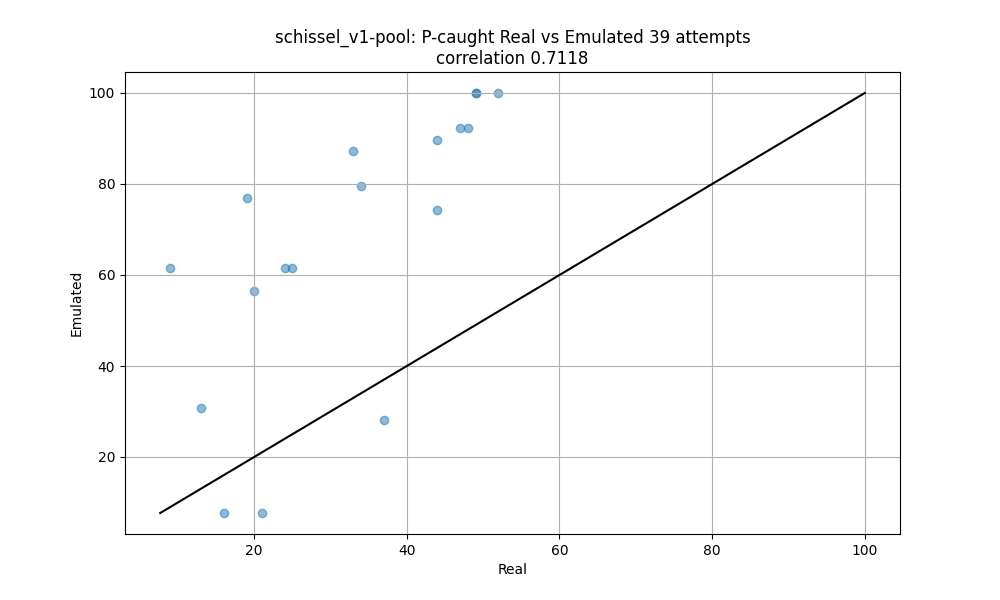 schissel_v1-pool: P-caught Real vs Emulated 39 attempts
correlation 0.7118
100
80
60
40
20
Emulated
20 40 60 80 100
Real